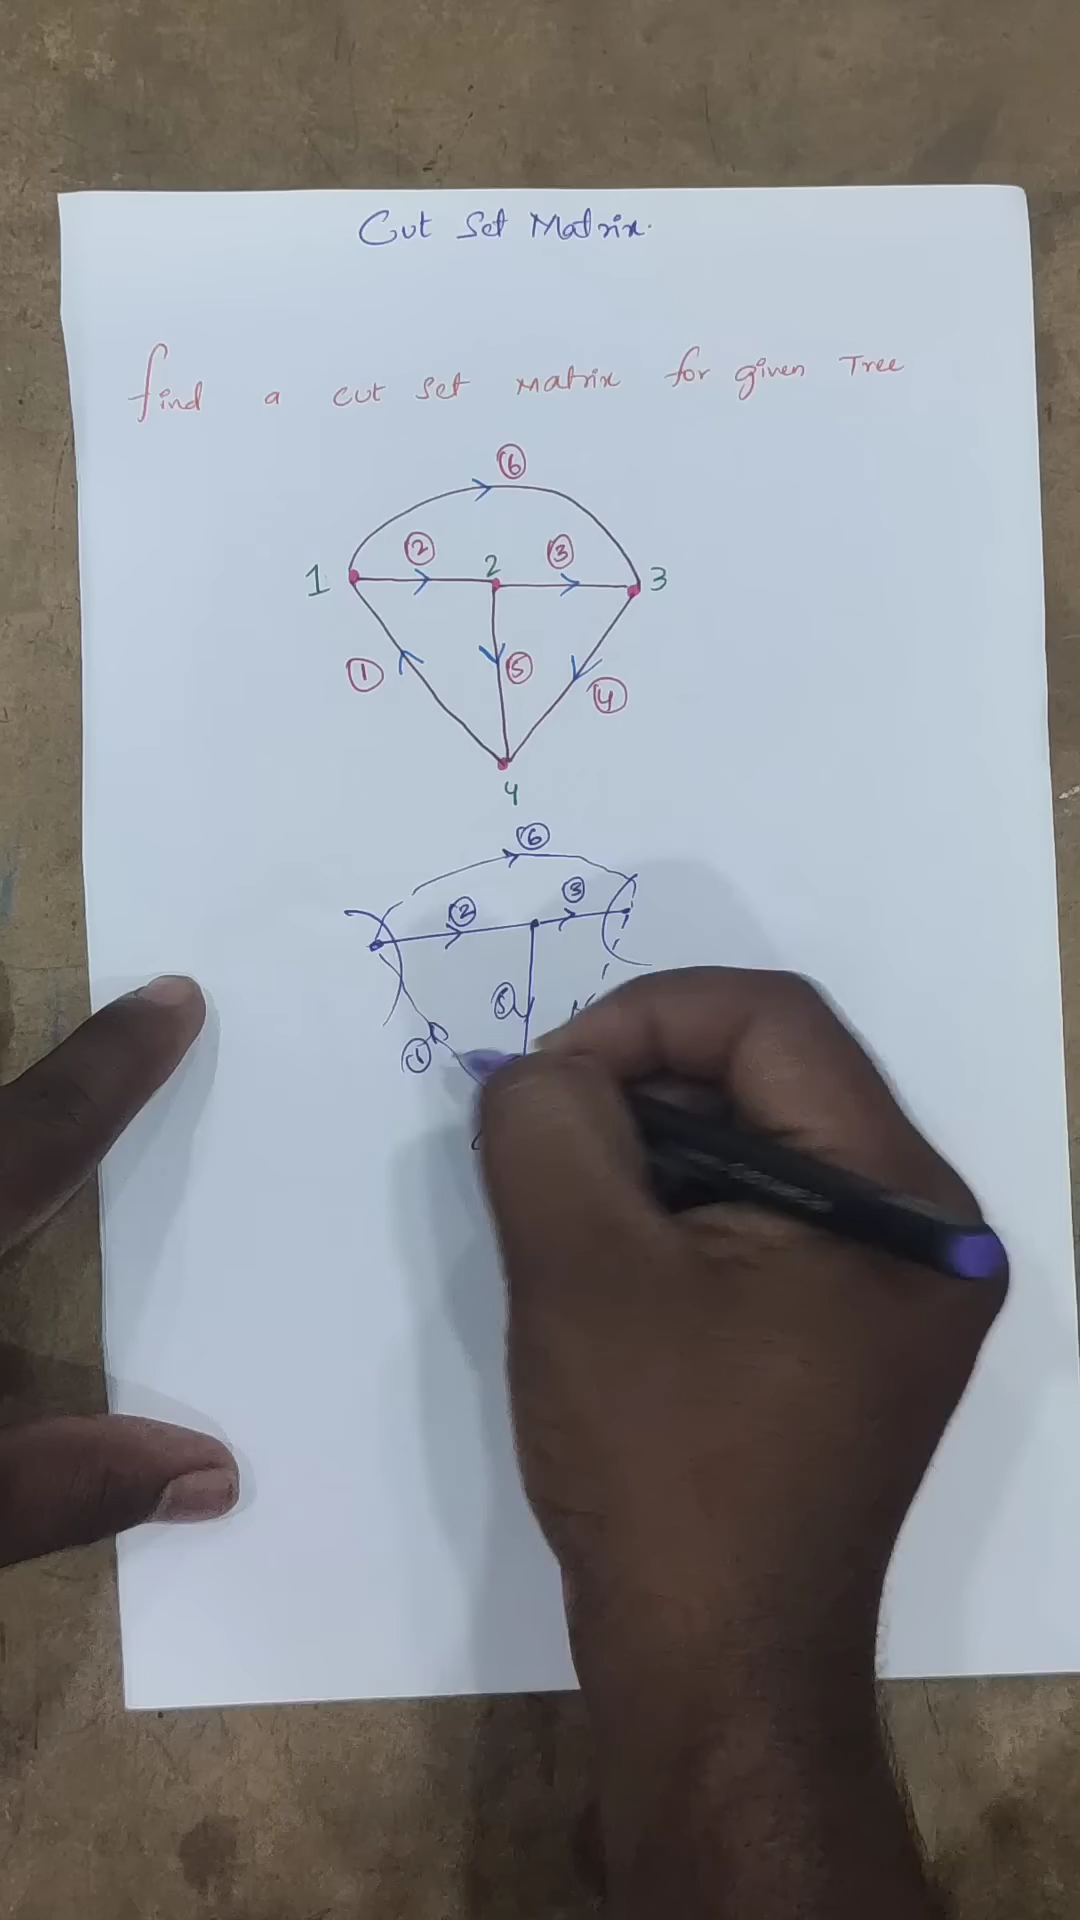 Cut Set Matrix.
find a cut set matrix for given Tree
6
2 3
1 2 3
1 5 4
4
6
2 3
5
1